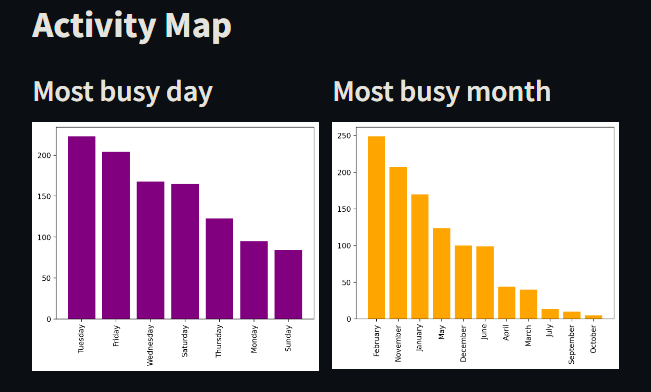 Activity Map
Most busy day
Most busy month
200
150
100
50
0
Tuesday
Friday
Wednesday
Saturday
Thursday
Monday
Sunday
250
200
150
100
50
0
February
November
January
May
December
June
April
March
July
September
October